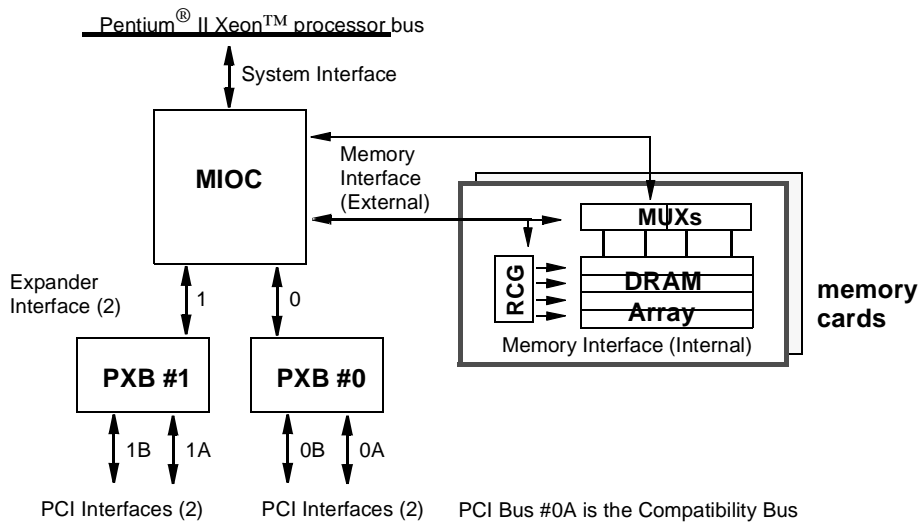 Pentium® II Xeon™ processor bus
System Interface
MIOC
Memory
Interface
(External)
MUXs
RCG
DRAM
Array
Memory Interface (Internal)
memory
cards
Expander
Interface (2)
1
0
PXB #1
PXB #0
1B
1A
0B
0A
PCI Interfaces (2)
PCI Interfaces (2)
PCI Bus #0A is the Compatibility Bus